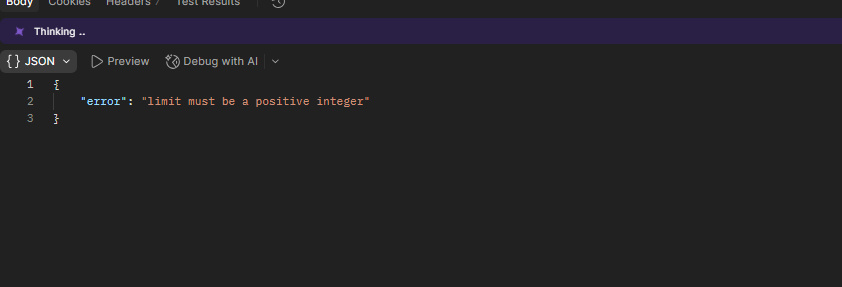 Body Cookies Headers 7 Test Results
Thinking ..
{} JSON Preview Debug with AI
1 {
2 "error": "limit must be a positive integer"
3 }